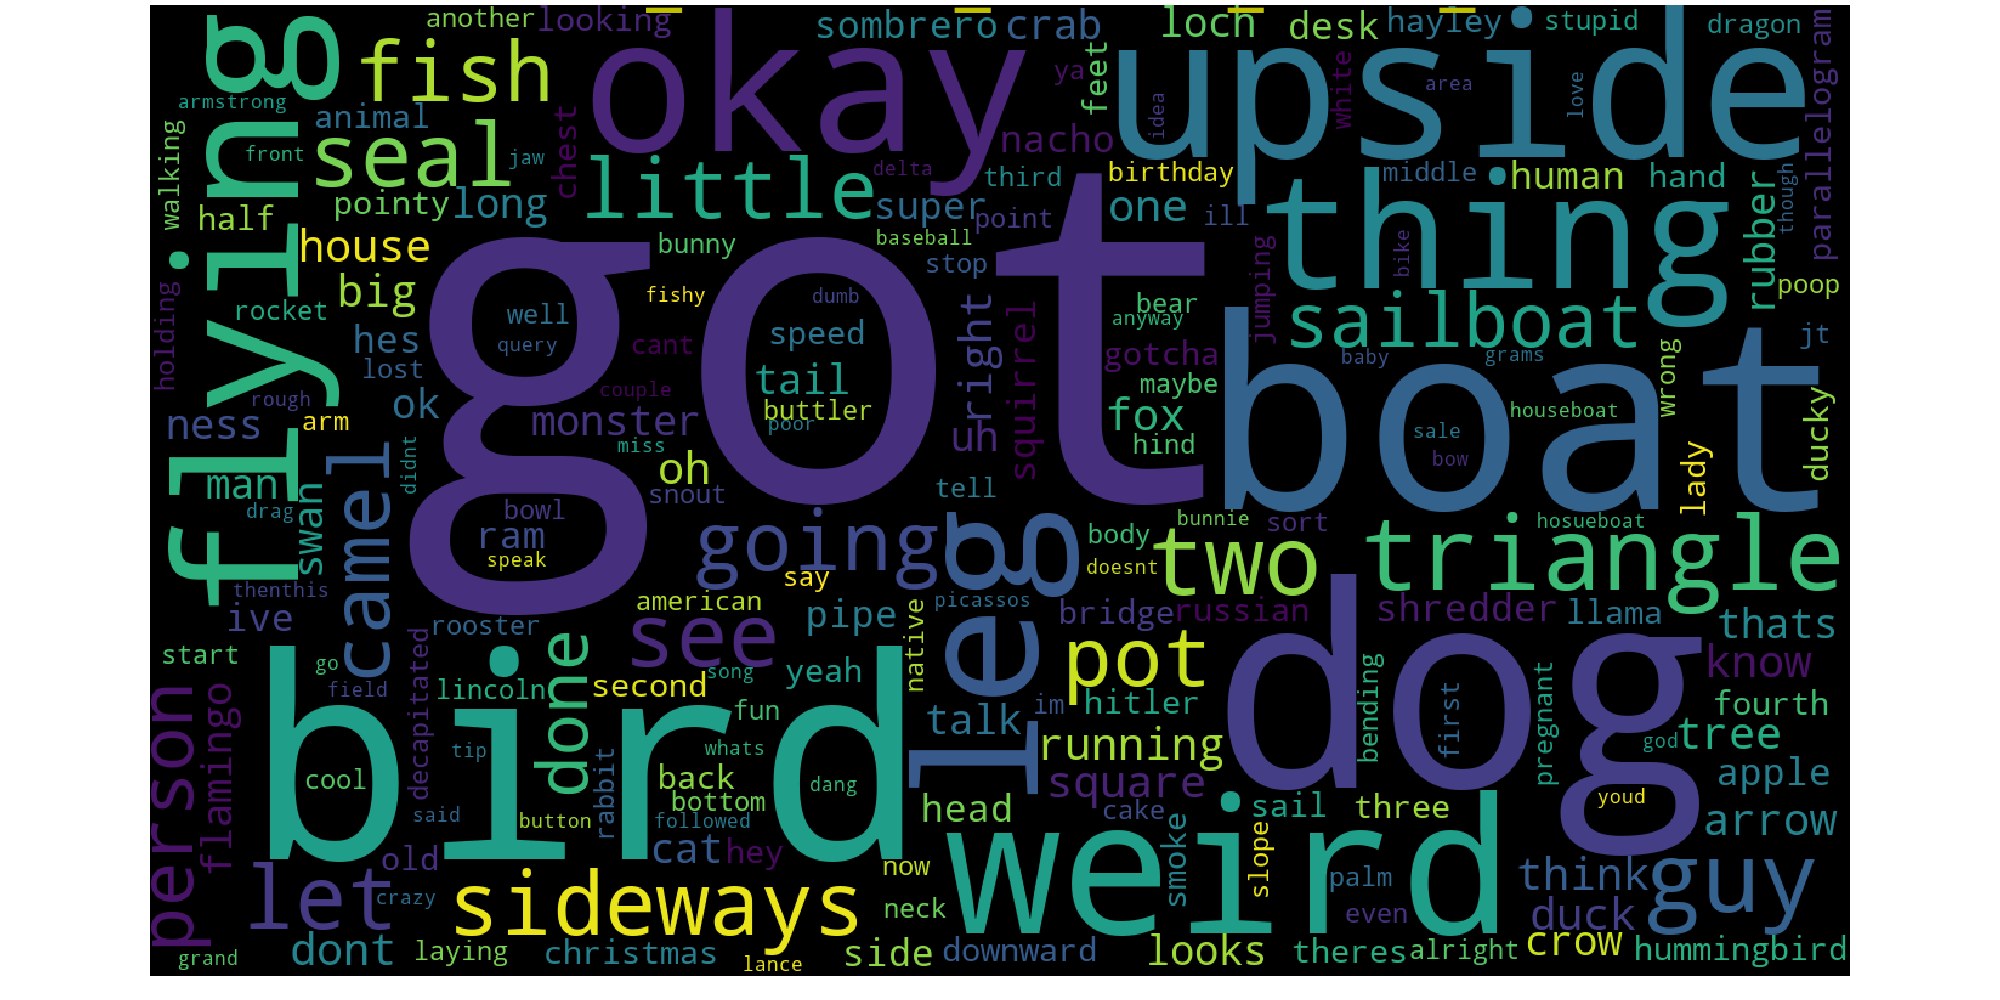 another looking sombrero crab loch desk hayley stupid dragon
flying fish okay upside
armstrong animal ya feet white area love parallelogram
walking front seal jaw chest nacho idea
little delta third birthday middle human hand though
half pointy long super point one ill thing rubber
house bunny baseball stop jumping bike poop
holding rocket big fishy dumb got bear sailboat
hes well speed anyway jt
query cant uh right squirrel gotcha baby grams wrong
lost couple tail maybe boat
rough ok buttler fox houseboat ducky
ness arm monster poor hind sale
camel didnt miss oh bow lady
man swan snout tell
drag bowl going leg body bunnie sort hosueboat
ram speak say doesnt two triangle
thenthis american picassos bridge russian shredder llama
ive rooster see pipe native thats
start go decapitated done song yeah pot dog know
person flamingo field lincoln second im hitler bending first pregnant fourth
bird fun talk running god tree
tip whats
cool rabbit back dang square apple
said button bottom followed head cake sail three youd arrow
old cat hey weird smoke slope
let crazy sideways now palm think guy
neck even duck
grand dont laying christmas lance side downward looks theres alright crow hummingbird